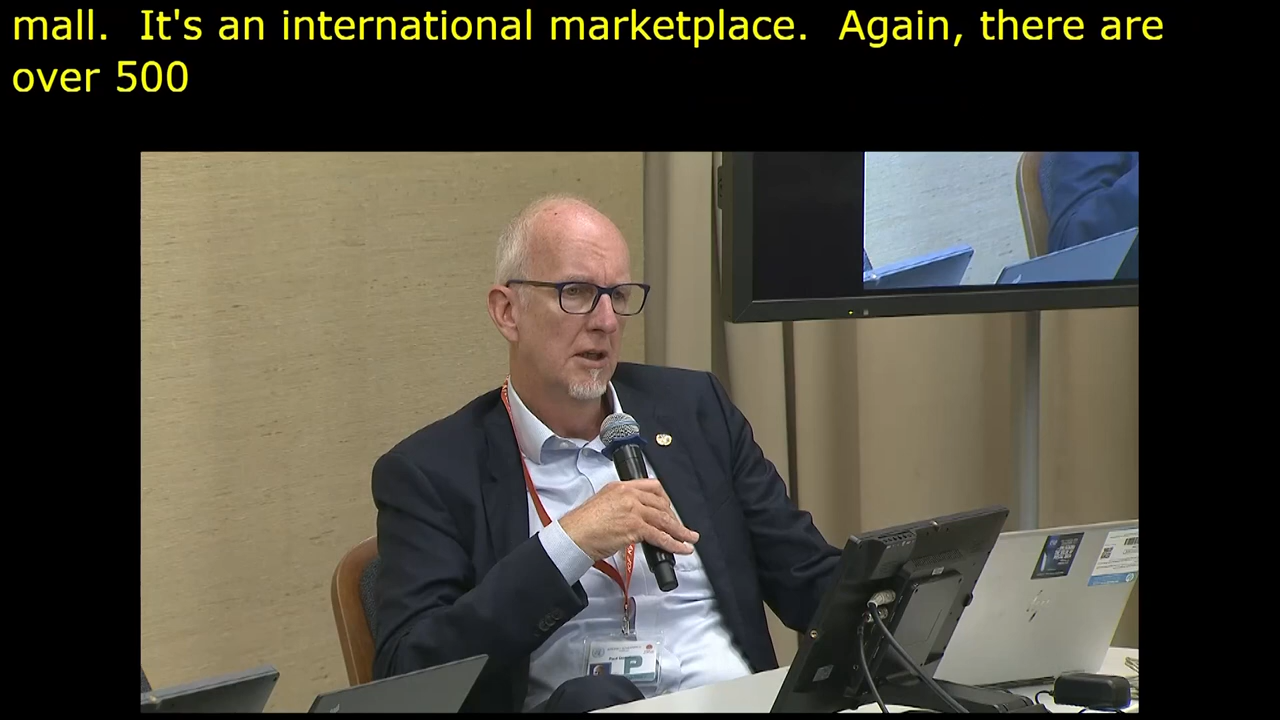 mall.  It's an international marketplace.  Again, there are
over 500
P